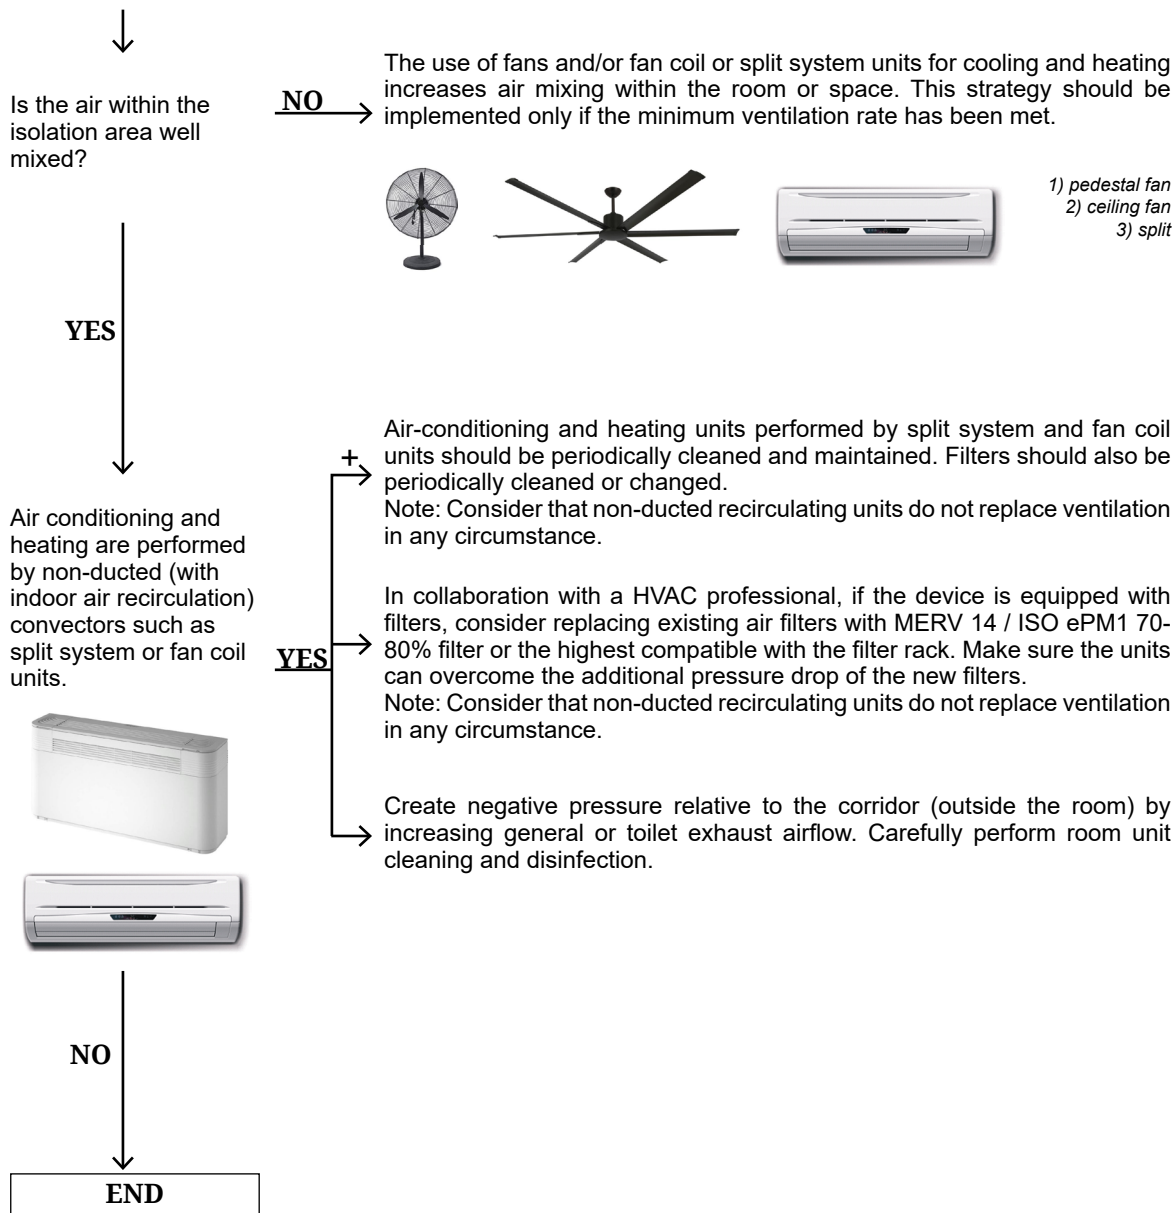 Is the air within the
isolation area well
mixed?
NO
The use of fans and/or fan coil or split system units for cooling and heating
increases air mixing within the room or space. This strategy should be
implemented only if the minimum ventilation rate has been met.
1) pedestal fan
2) ceiling fan
3) split
YES
Air conditioning and
heating are performed
by non-ducted (with
indoor air recirculation)
convectors such as
split system or fan coil
units.
YES
+
Air-conditioning and heating units performed by split system and fan coil
units should be periodically cleaned and maintained. Filters should also be
periodically cleaned or changed.
Note: Consider that non-ducted recirculating units do not replace ventilation
in any circumstance.
In collaboration with a HVAC professional, if the device is equipped with
filters, consider replacing existing air filters with MERV 14 / ISO ePM1 70-
80% filter or the highest compatible with the filter rack. Make sure the units
can overcome the additional pressure drop of the new filters.
Note: Consider that non-ducted recirculating units do not replace ventilation
in any circumstance.
Create negative pressure relative to the corridor (outside the room) by
increasing general or toilet exhaust airflow. Carefully perform room unit
cleaning and disinfection.
NO
END